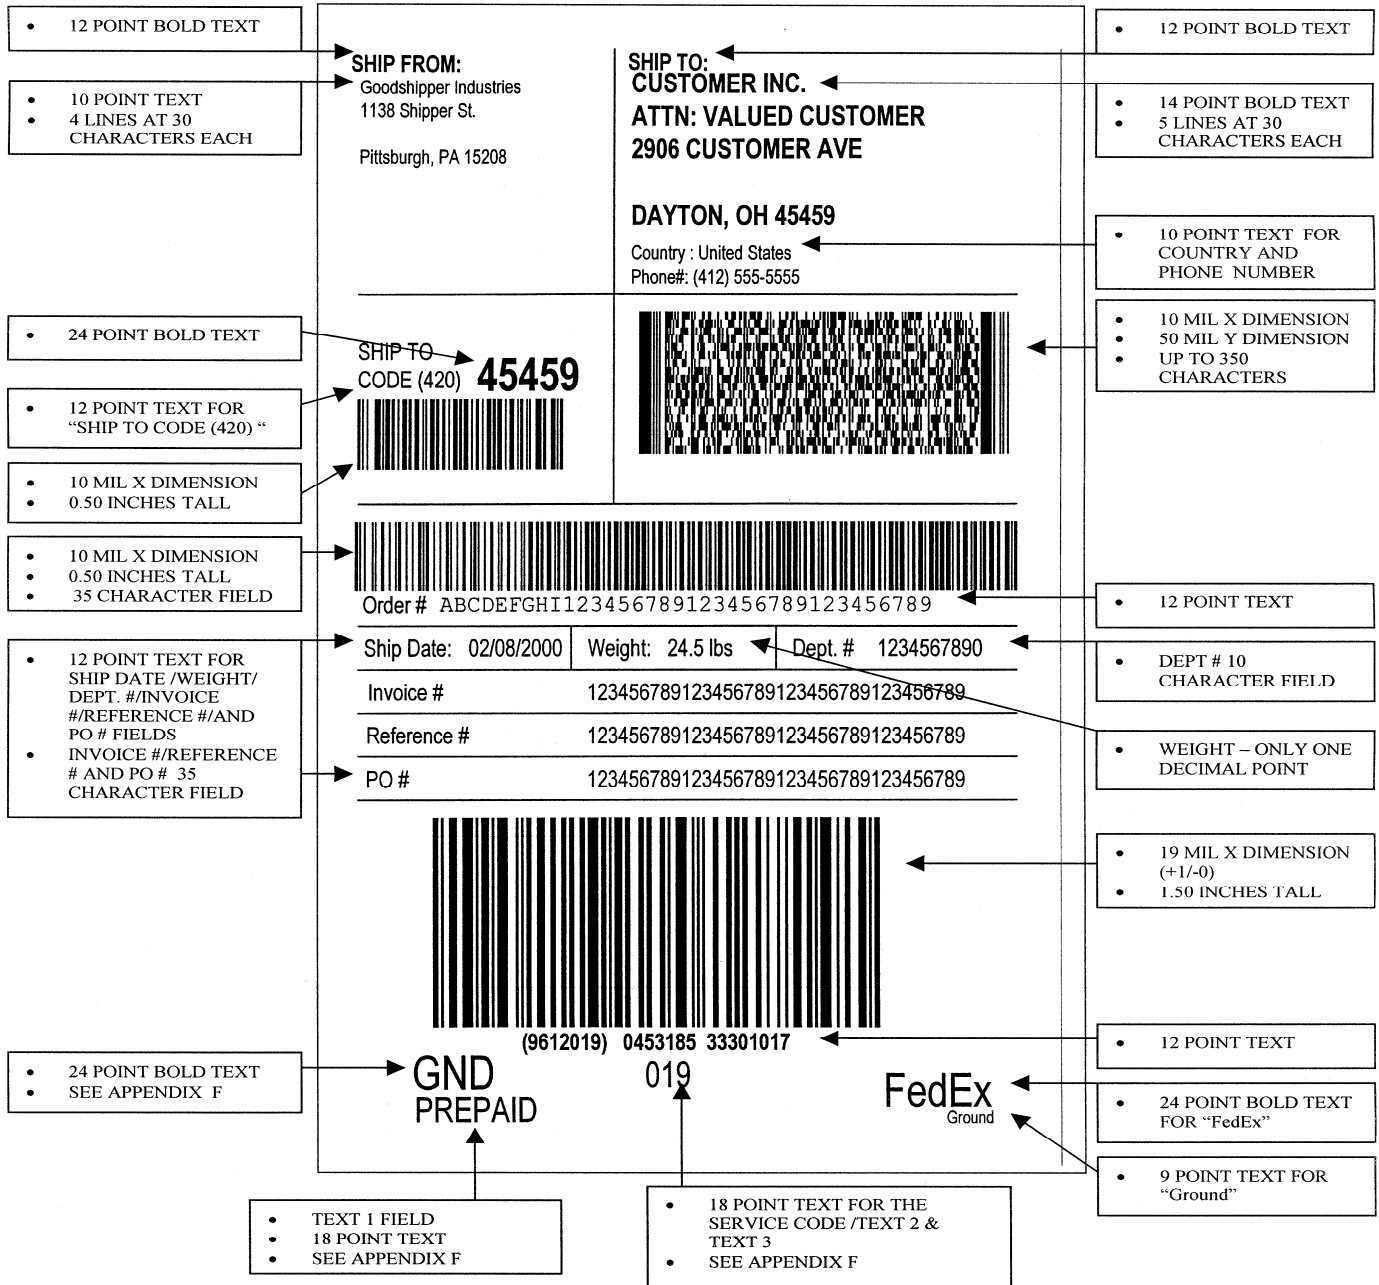 • 12 POINT BOLD TEXT
• 10 POINT TEXT
• 4 LINES AT 30
CHARACTERS EACH
• 24 POINT BOLD TEXT
• 12 POINT TEXT FOR
“SHIP TO CODE (420) “
• 10 MIL X DIMENSION
• 0.50 INCHES TALL
• 10 MIL X DIMENSION
• 0.50 INCHES TALL
• 35 CHARACTER FIELD
• 12 POINT TEXT FOR
SHIP DATE /WEIGHT/
DEPT. #/INVOICE
#/REFERENCE #/AND
PO # FIELDS
• INVOICE #/REFERENCE
# AND PO # 35
CHARACTER FIELD
• 24 POINT BOLD TEXT
• SEE APPENDIX F
SHIP FROM:
Goodshipper Industries
1138 Shipper St.
Pittsburgh, PA 15208
SHIP TO:
CUSTOMER INC.
ATTN: VALUED CUSTOMER
2906 CUSTOMER AVE
DAYTON, OH 45459
Country : United States
Phone#: (412) 555-5555
SHIP TO
CODE (420) 45459
Order # ABCDEFGHI123456789123456789123456789
Ship Date: 02/08/2000 Weight: 24.5 lbs Dept. # 1234567890
Invoice # 123456789123456789123456789123456789
Reference # 123456789123456789123456789123456789
PO # 123456789123456789123456789123456789
(9612019) 0453185 33301017
GND 019 FedEx
PREPAID Ground
• 12 POINT BOLD TEXT
• 14 POINT BOLD TEXT
• 5 LINES AT 30
CHARACTERS EACH
• 10 POINT TEXT FOR
COUNTRY AND
PHONE NUMBER
• 10 MIL X DIMENSION
• 50 MIL Y DIMENSION
• UP TO 350
CHARACTERS
• 12 POINT TEXT
• DEPT # 10
CHARACTER FIELD
• WEIGHT – ONLY ONE
DECIMAL POINT
• 19 MIL X DIMENSION
(+1/-0)
• 1.50 INCHES TALL
• 12 POINT TEXT
• 24 POINT BOLD TEXT
FOR “FedEx”
• 9 POINT TEXT FOR
“Ground”
• TEXT 1 FIELD
• 18 POINT TEXT
• SEE APPENDIX F
• 18 POINT TEXT FOR THE
SERVICE CODE /TEXT 2 &
TEXT 3
• SEE APPENDIX F